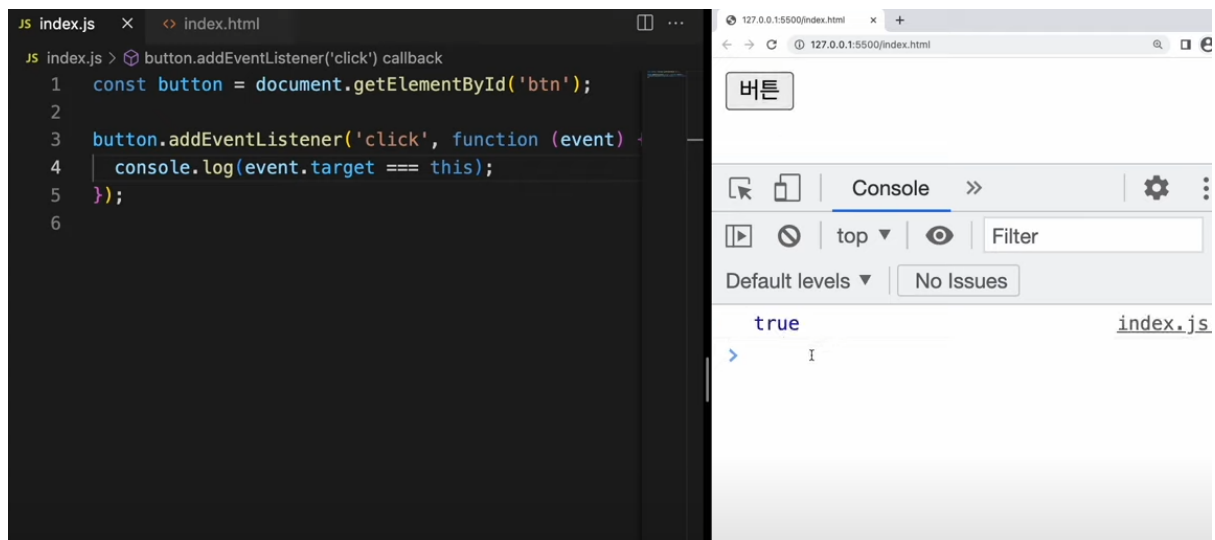 JS index.js × <> index.html ···
JS index.js > button.addEventListener('click') callback
1 const button = document.getElementById('btn');
2
3 button.addEventListener('click', function (event) {
4 console.log(event.target === this);
5 });
6
127.0.0.1:5500/index.html × +
127.0.0.1:5500/index.html
버튼
Console »
top ▼ Filter
Default levels ▼ No Issues
true index.js
>